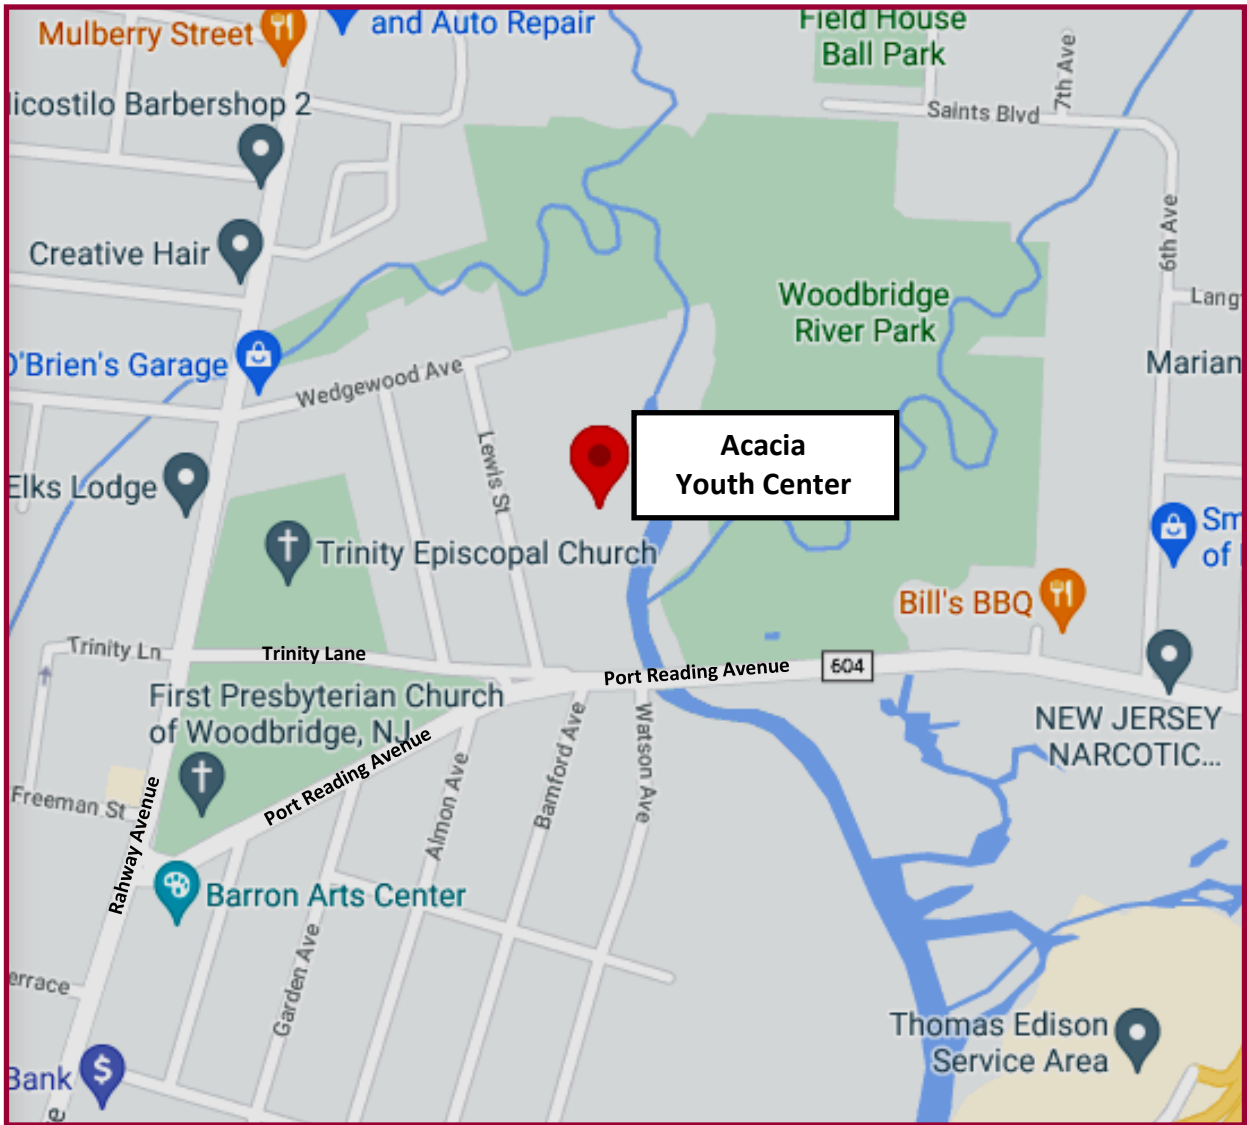 Mulberry Street
and Auto Repair
Field House
Ball Park
7th Ave
Saints Blvd
licostilo Barbershop 2
Creative Hair
6th Ave
Lang
Woodbridge
River Park
O'Brien's Garage
Wedgewood Ave
Marian
Lewis St
Acacia
Youth Center
Elks Lodge
Sm
of
Trinity Episcopal Church
Bill's BBQ
Trinity Ln
Trinity Lane
Port Reading Avenue
604
First Presbyterian Church
of Woodbridge, NJ
Port Reading Avenue
Almon Ave
Bamford Ave
Watson Ave
NEW JERSEY
NARCOTIC...
Freeman St
Rahway Avenue
Barron Arts Center
Garden Ave
errace
Thomas Edison
Service Area
Bank
$
e